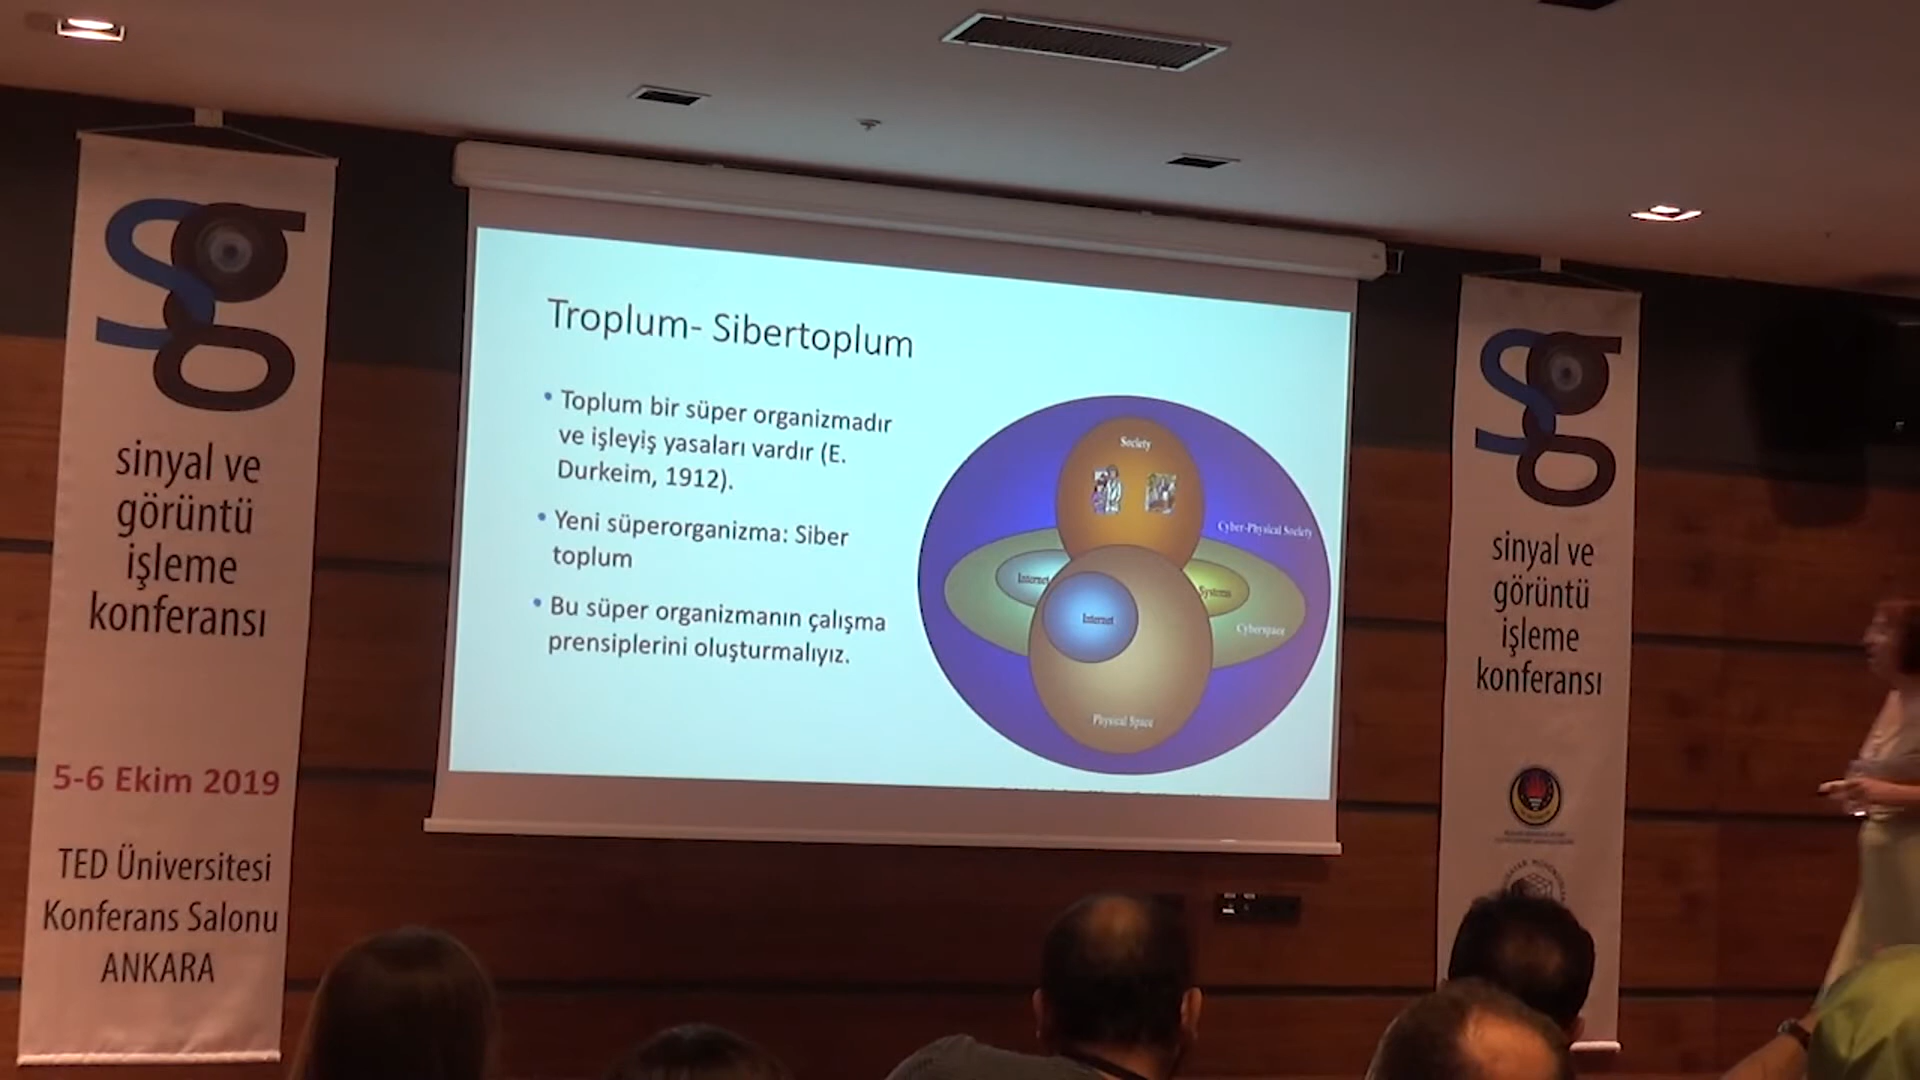 sinyal ve
görüntü
işleme
konferansı
5-6 Ekim 2019
TED Üniversitesi
Konferans Salonu
ANKARA
Troplum- Sibertoplum
• Toplum bir süper organizmadır
ve işleyiş yasaları vardır (E.
Durkeim, 1912).
• Yeni süperorganizma: Siber
toplum
• Bu süper organizmanın çalışma
prensiplerini oluşturmalıyız.
Society
Cyber-Physical Society
Internet
Systems
Internet
Cyberspace
Physical Space
sinyal ve
görüntü
işleme
konferansı